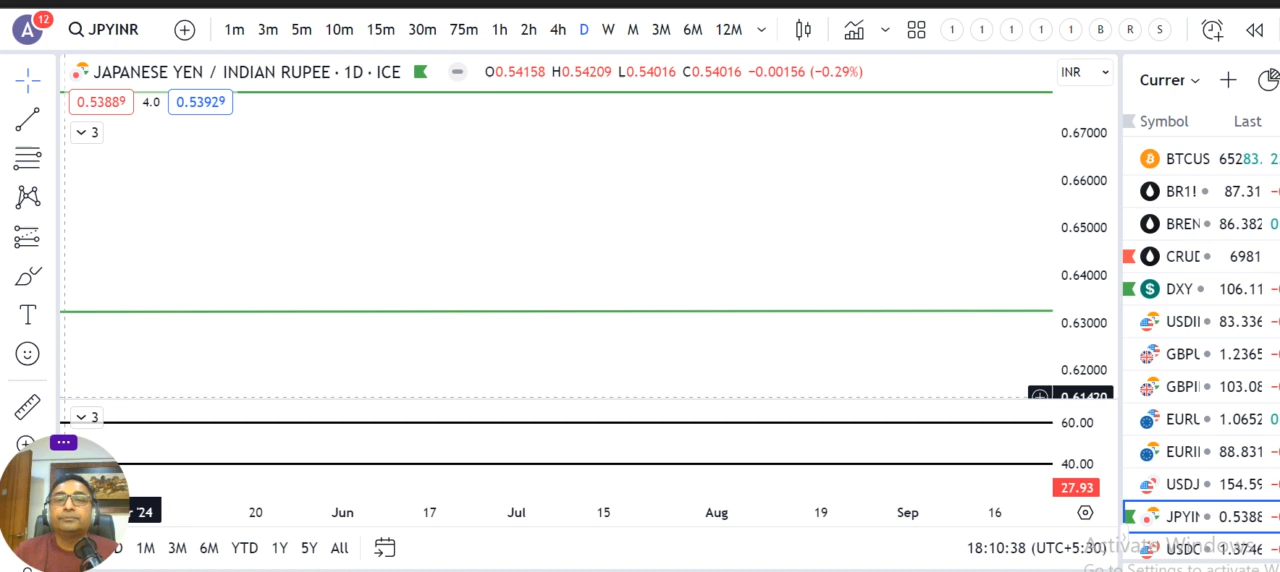 A 12 JPYINR 1m 3m 5m 10m 15m 30m 75m 1h 2h 4h D W M 3M 6M 12M 1 1 1 1 1 B R S
JAPANESE YEN / INDIAN RUPEE · 1D · ICE O0.54158 H0.54209 L0.54016 C0.54016 −0.00156 (−0.29%) INR
Currer
0.53889 4.0 0.53929
Symbol Last
3
0.67000
0.66000
0.65000
0.64000
0.63000
0.62000
0.61420
3
60.00
40.00
27.93
'24 20 Jun 17 Jul 15 Aug 19 Sep 16
D 1M 3M 6M YTD 1Y 5Y All 18:10:38 (UTC+5:30)
BTCUS 65283. 2
BR1! 87.31
BREN 86.382 0
CRUD 6981
DXY 106.11
USDI 83.336
GBPU 1.2365
GBPI 103.08
EURU 1.0652 0
EURI 88.831
USDJ 154.59
JPYIN 0.5388
USDC 1.3746
Activate Windows
Go to Settings to activate W